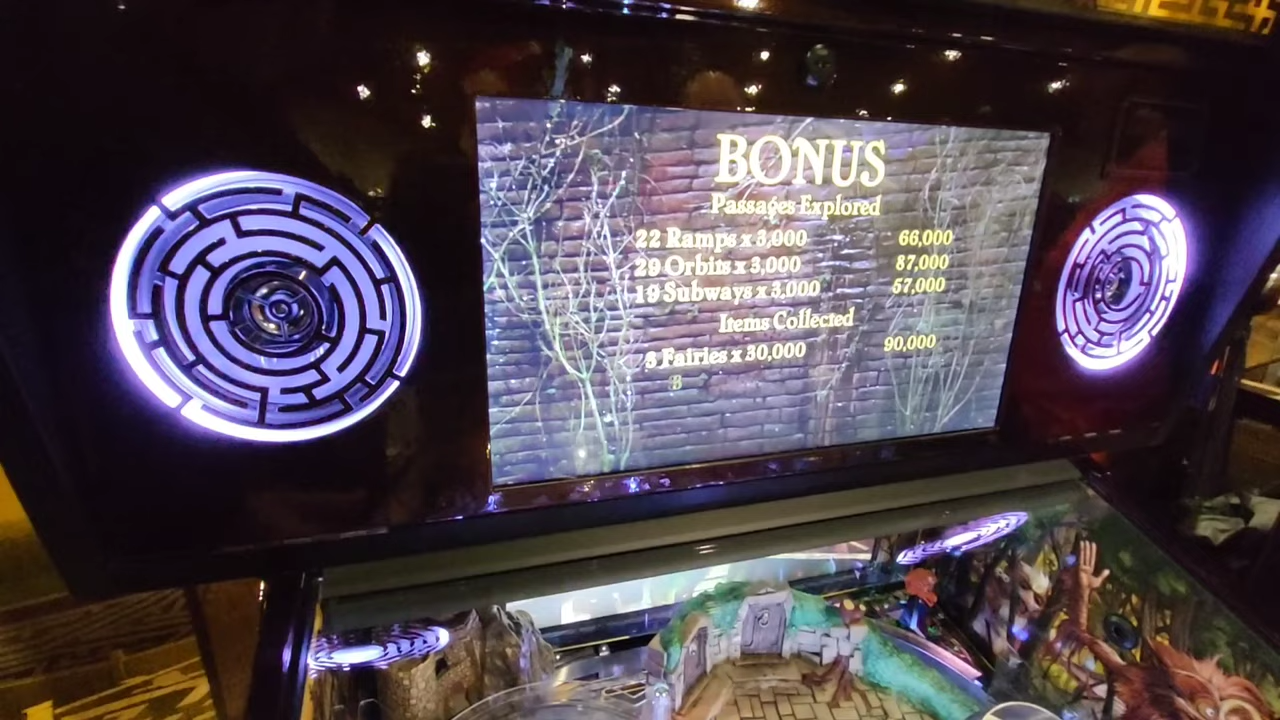 BONUS
Passages Explored
22 Ramps x 3,000 66,000
29 Orbits x 3,000 87,000
19 Subways x 3,000 57,000
Items Collected
3 Fairies x 30,000 90,000